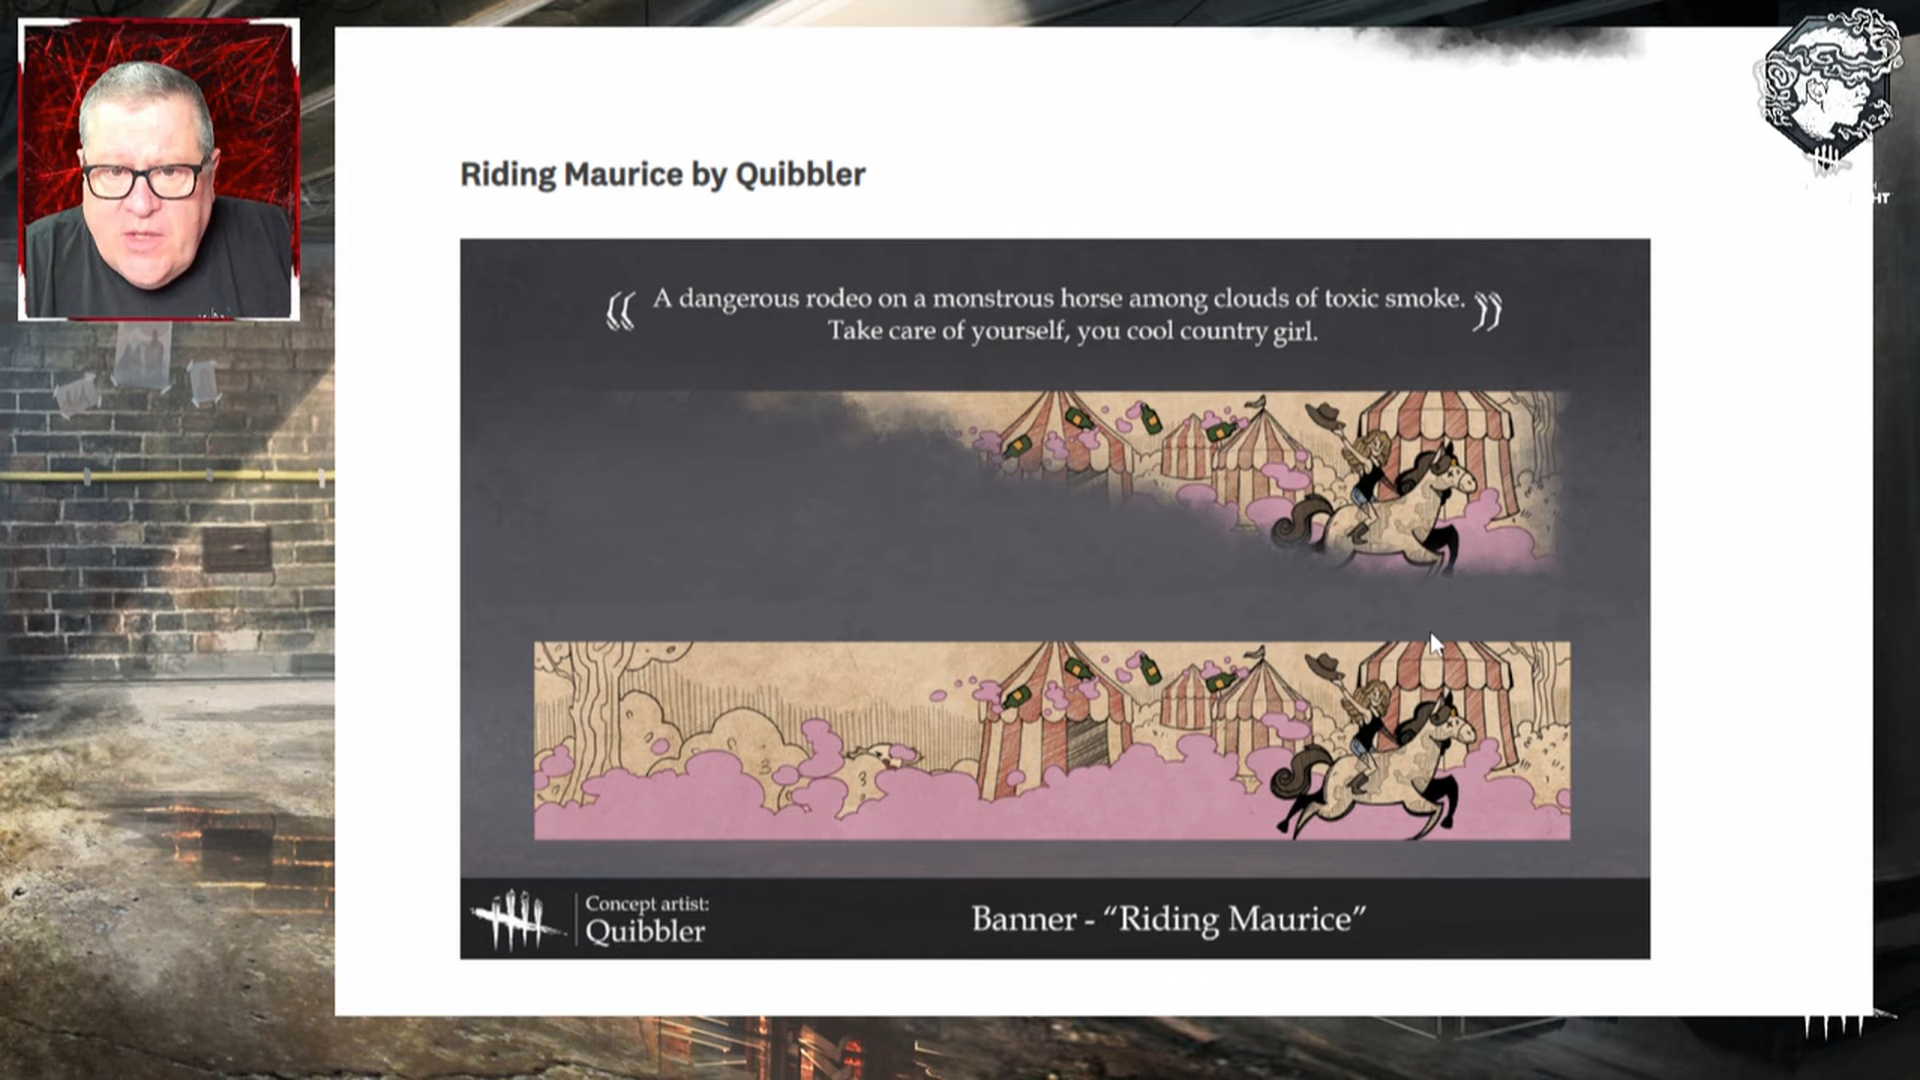 Riding Maurice by Quibbler
A dangerous rodeo on a monstrous horse among clouds of toxic smoke.
Take care of yourself, you cool country girl.
Concept artist:
Quibbler
Banner - “Riding Maurice”